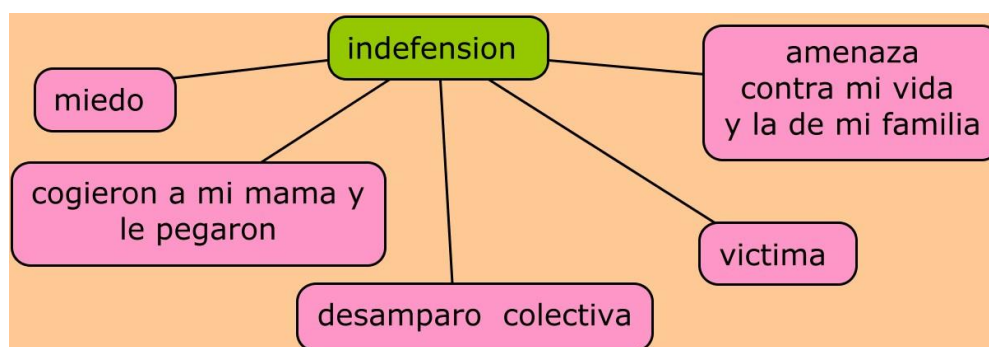 indefension
amenaza
contra mi vida
y la de mi familia
miedo
cogieron a mi mama y
le pegaron
victima
desamparo colectiva